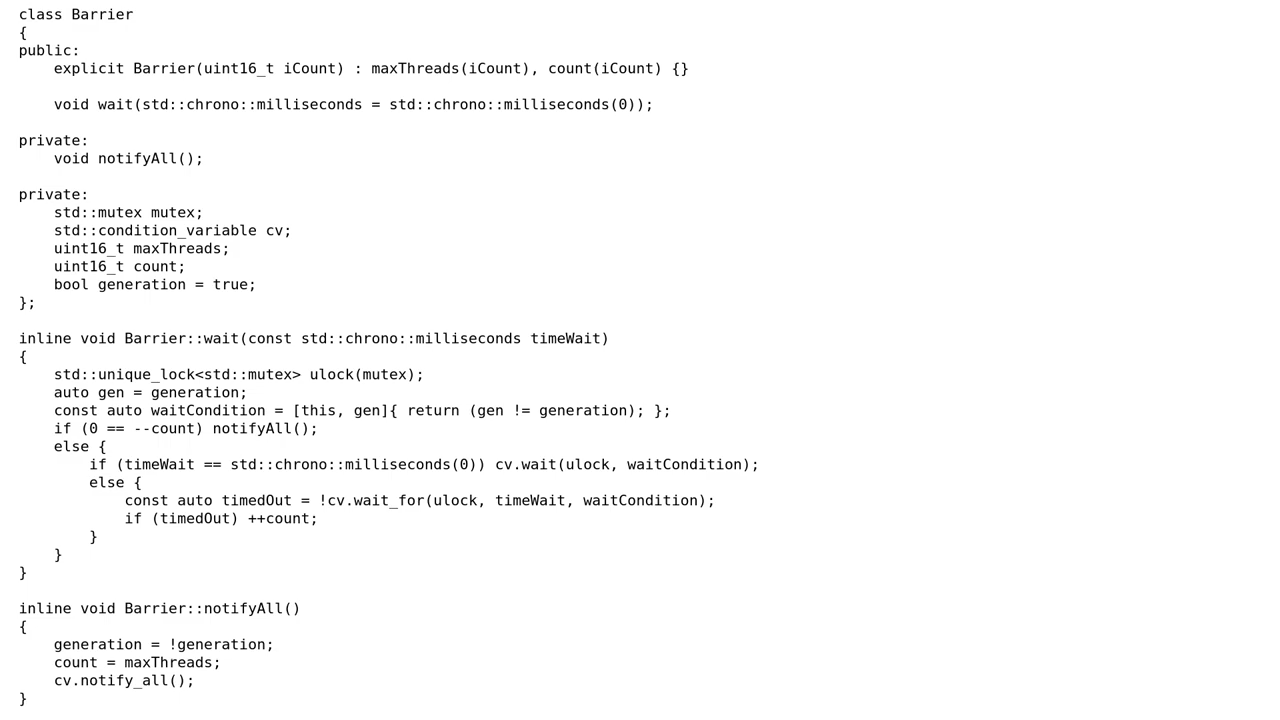 class Barrier
{
public:
    explicit Barrier(uint16_t iCount) : maxThreads(iCount), count(iCount) {}

    void wait(std::chrono::milliseconds = std::chrono::milliseconds(0));

private:
    void notifyAll();

private:
    std::mutex mutex;
    std::condition_variable cv;
    uint16_t maxThreads;
    uint16_t count;
    bool generation = true;
};

inline void Barrier::wait(const std::chrono::milliseconds timeWait)
{
    std::unique_lock<std::mutex> ulock(mutex);
    auto gen = generation;
    const auto waitCondition = [this, gen]{ return (gen != generation); };
    if (0 == --count) notifyAll();
    else {
        if (timeWait == std::chrono::milliseconds(0)) cv.wait(ulock, waitCondition);
        else {
            const auto timedOut = !cv.wait_for(ulock, timeWait, waitCondition);
            if (timedOut) ++count;
        }
    }
}

inline void Barrier::notifyAll()
{
    generation = !generation;
    count = maxThreads;
    cv.notify_all();
}